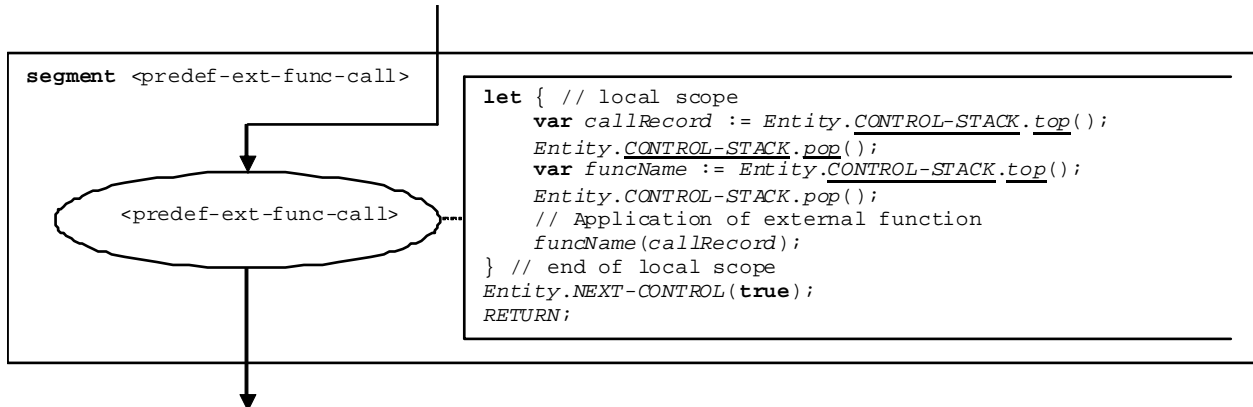 segment <predef-ext-func-call>
<predef-ext-func-call>
let { // local scope
var callRecord := Entity.CONTROL-STACK.top();
Entity.CONTROL-STACK.pop();
var funcName := Entity.CONTROL-STACK.top();
Entity.CONTROL-STACK.pop();
// Application of external function
funcName(callRecord);
} // end of local scope
Entity.NEXT-CONTROL(true);
RETURN;